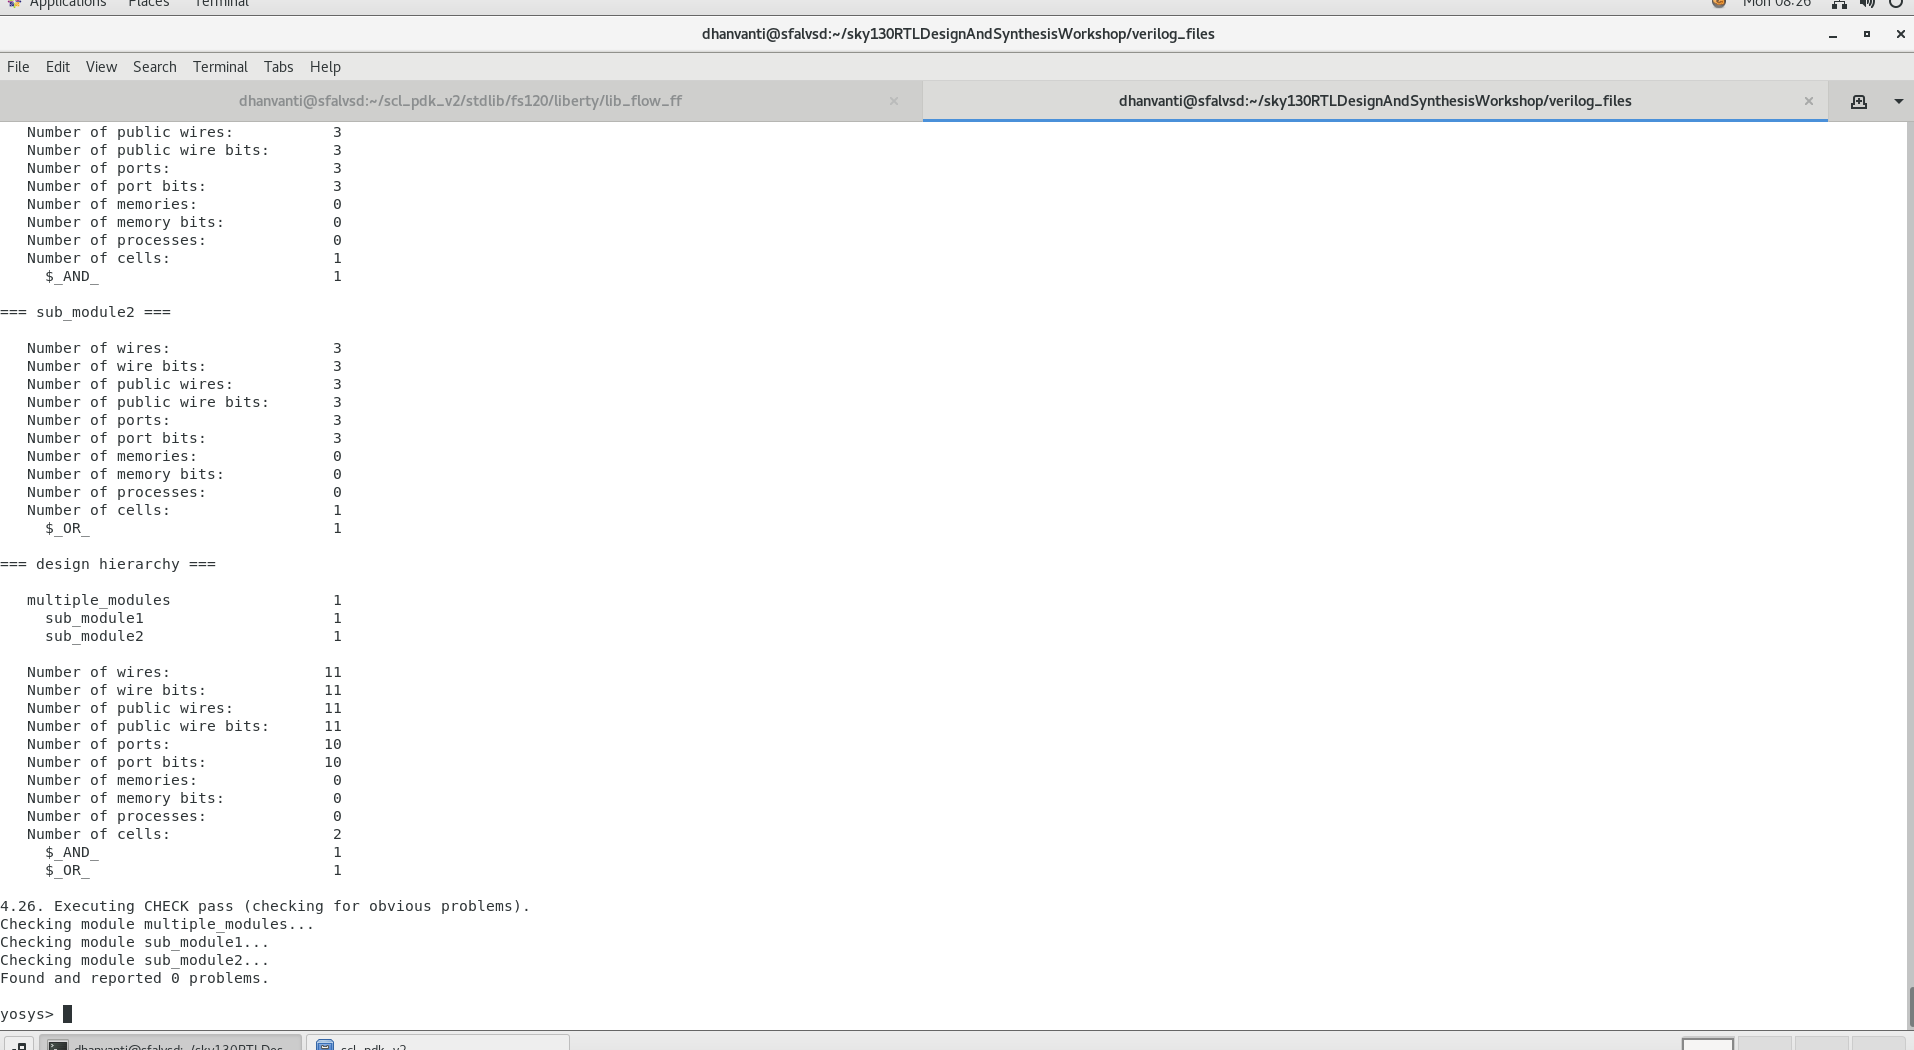 Applications Places Terminal Mon 08:26
dhanvanti@sfalvsd:~/sky130RTLDesignAndSynthesisWorkshop/verilog_files
File Edit View Search Terminal Tabs Help
dhanvanti@sfalvsd:~/scl_pdk_v2/stdlib/fs120/liberty/lib_flow_ff × dhanvanti@sfalvsd:~/sky130RTLDesignAndSynthesisWorkshop/verilog_files ×
Number of public wires: 3
Number of public wire bits: 3
Number of ports: 3
Number of port bits: 3
Number of memories: 0
Number of memory bits: 0
Number of processes: 0
Number of cells: 1
$_AND_ 1
=== sub_module2 ===
Number of wires: 3
Number of wire bits: 3
Number of public wires: 3
Number of public wire bits: 3
Number of ports: 3
Number of port bits: 3
Number of memories: 0
Number of memory bits: 0
Number of processes: 0
Number of cells: 1
$_OR_ 1
=== design hierarchy ===
multiple_modules 1
sub_module1 1
sub_module2 1
Number of wires: 11
Number of wire bits: 11
Number of public wires: 11
Number of public wire bits: 11
Number of ports: 10
Number of port bits: 10
Number of memories: 0
Number of memory bits: 0
Number of processes: 0
Number of cells: 2
$_AND_ 1
$_OR_ 1
4.26. Executing CHECK pass (checking for obvious problems).
Checking module multiple_modules...
Checking module sub_module1...
Checking module sub_module2...
Found and reported 0 problems.
yosys>
dhanvanti@sfalvsd:~/sky130RTLDes... scl_pdk_v2